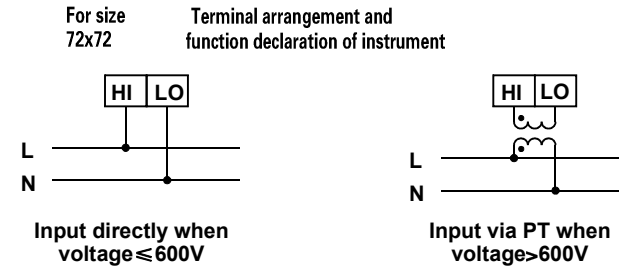 For size
72x72
Terminal arrangement and
function declaration of instrument
HI LO
L
N
Input directly when
voltage≤600V
HI LO
L
N
Input via PT when
voltage>600V